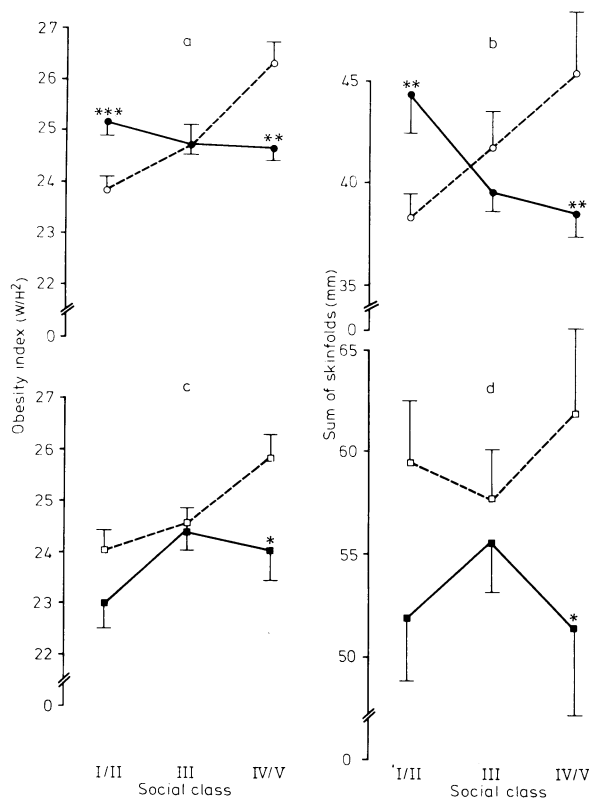 a
27
26
25
24
23
22
0
***
**
b
45
40
35
0
**
**
c
27
26
25
24
23
22
0
*
d
65
60
55
50
0
*
Obesity index (W/H²)
Sum of skinfolds (mm)
I/II III IV/V
Social class
I/II III IV/V
Social class